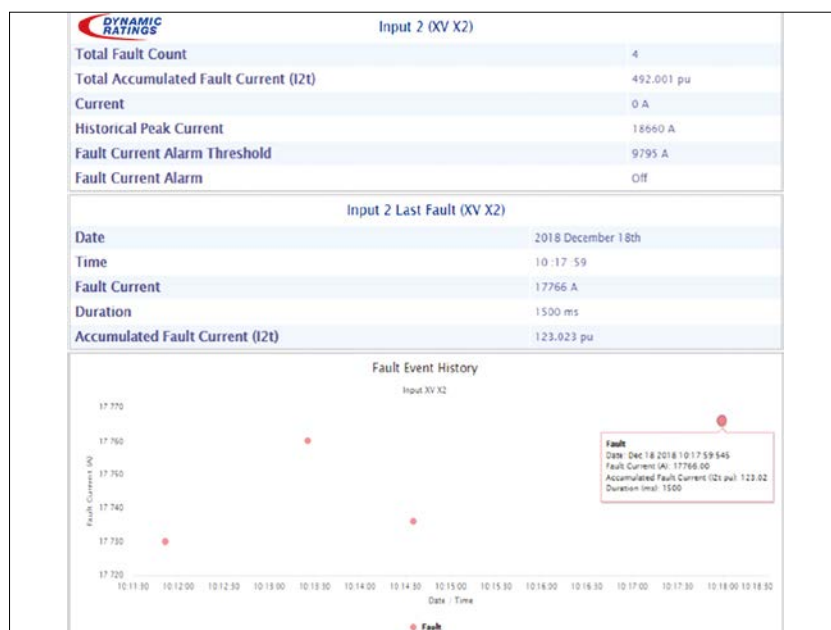 DYNAMIC
RATINGS
Input 2 (XV X2)
Total Fault Count 4
Total Accumulated Fault Current (I2t) 492.001 pu
Current 0 A
Historical Peak Current 18660 A
Fault Current Alarm Threshold 9795 A
Fault Current Alarm Off
Input 2 Last Fault (XV X2)
Date 2018 December 18th
Time 10:17:59
Fault Current 17766 A
Duration 1500 ms
Accumulated Fault Current (I2t) 123.023 pu
Fault Event History
Input XV X2
Fault Current (A)
17 770
17 760
17 750
17 740
17 730
17 720
Fault
Date: Dec 18 2018 10:17:59:545
Fault Current (A): 17766.00
Accumulated Fault Current (I2t pu): 123.02
Duration (ms): 1500
10:11:30 10:12:00 10:12:30 10:13:00 10:13:30 10:14:00 10:14:30 10:15:00 10:15:30 10:16:00 10:16:30 10:17:00 10:17:30 10:18:00 10:18:30
Date / Time
Fault